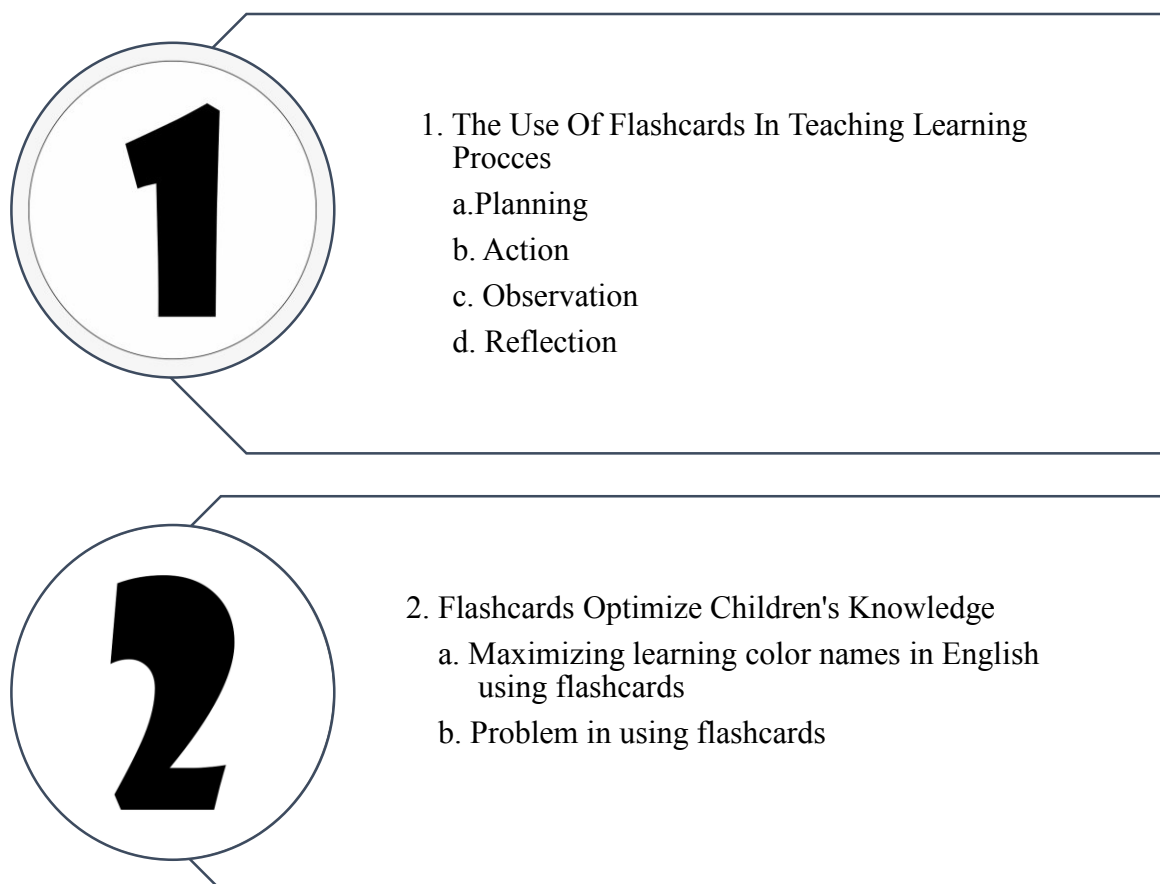 1
1. The Use Of Flashcards In Teaching Learning
Procces
a.Planning
b. Action
c. Observation
d. Reflection
2
2. Flashcards Optimize Children's Knowledge
a. Maximizing learning color names in English
using flashcards
b. Problem in using flashcards